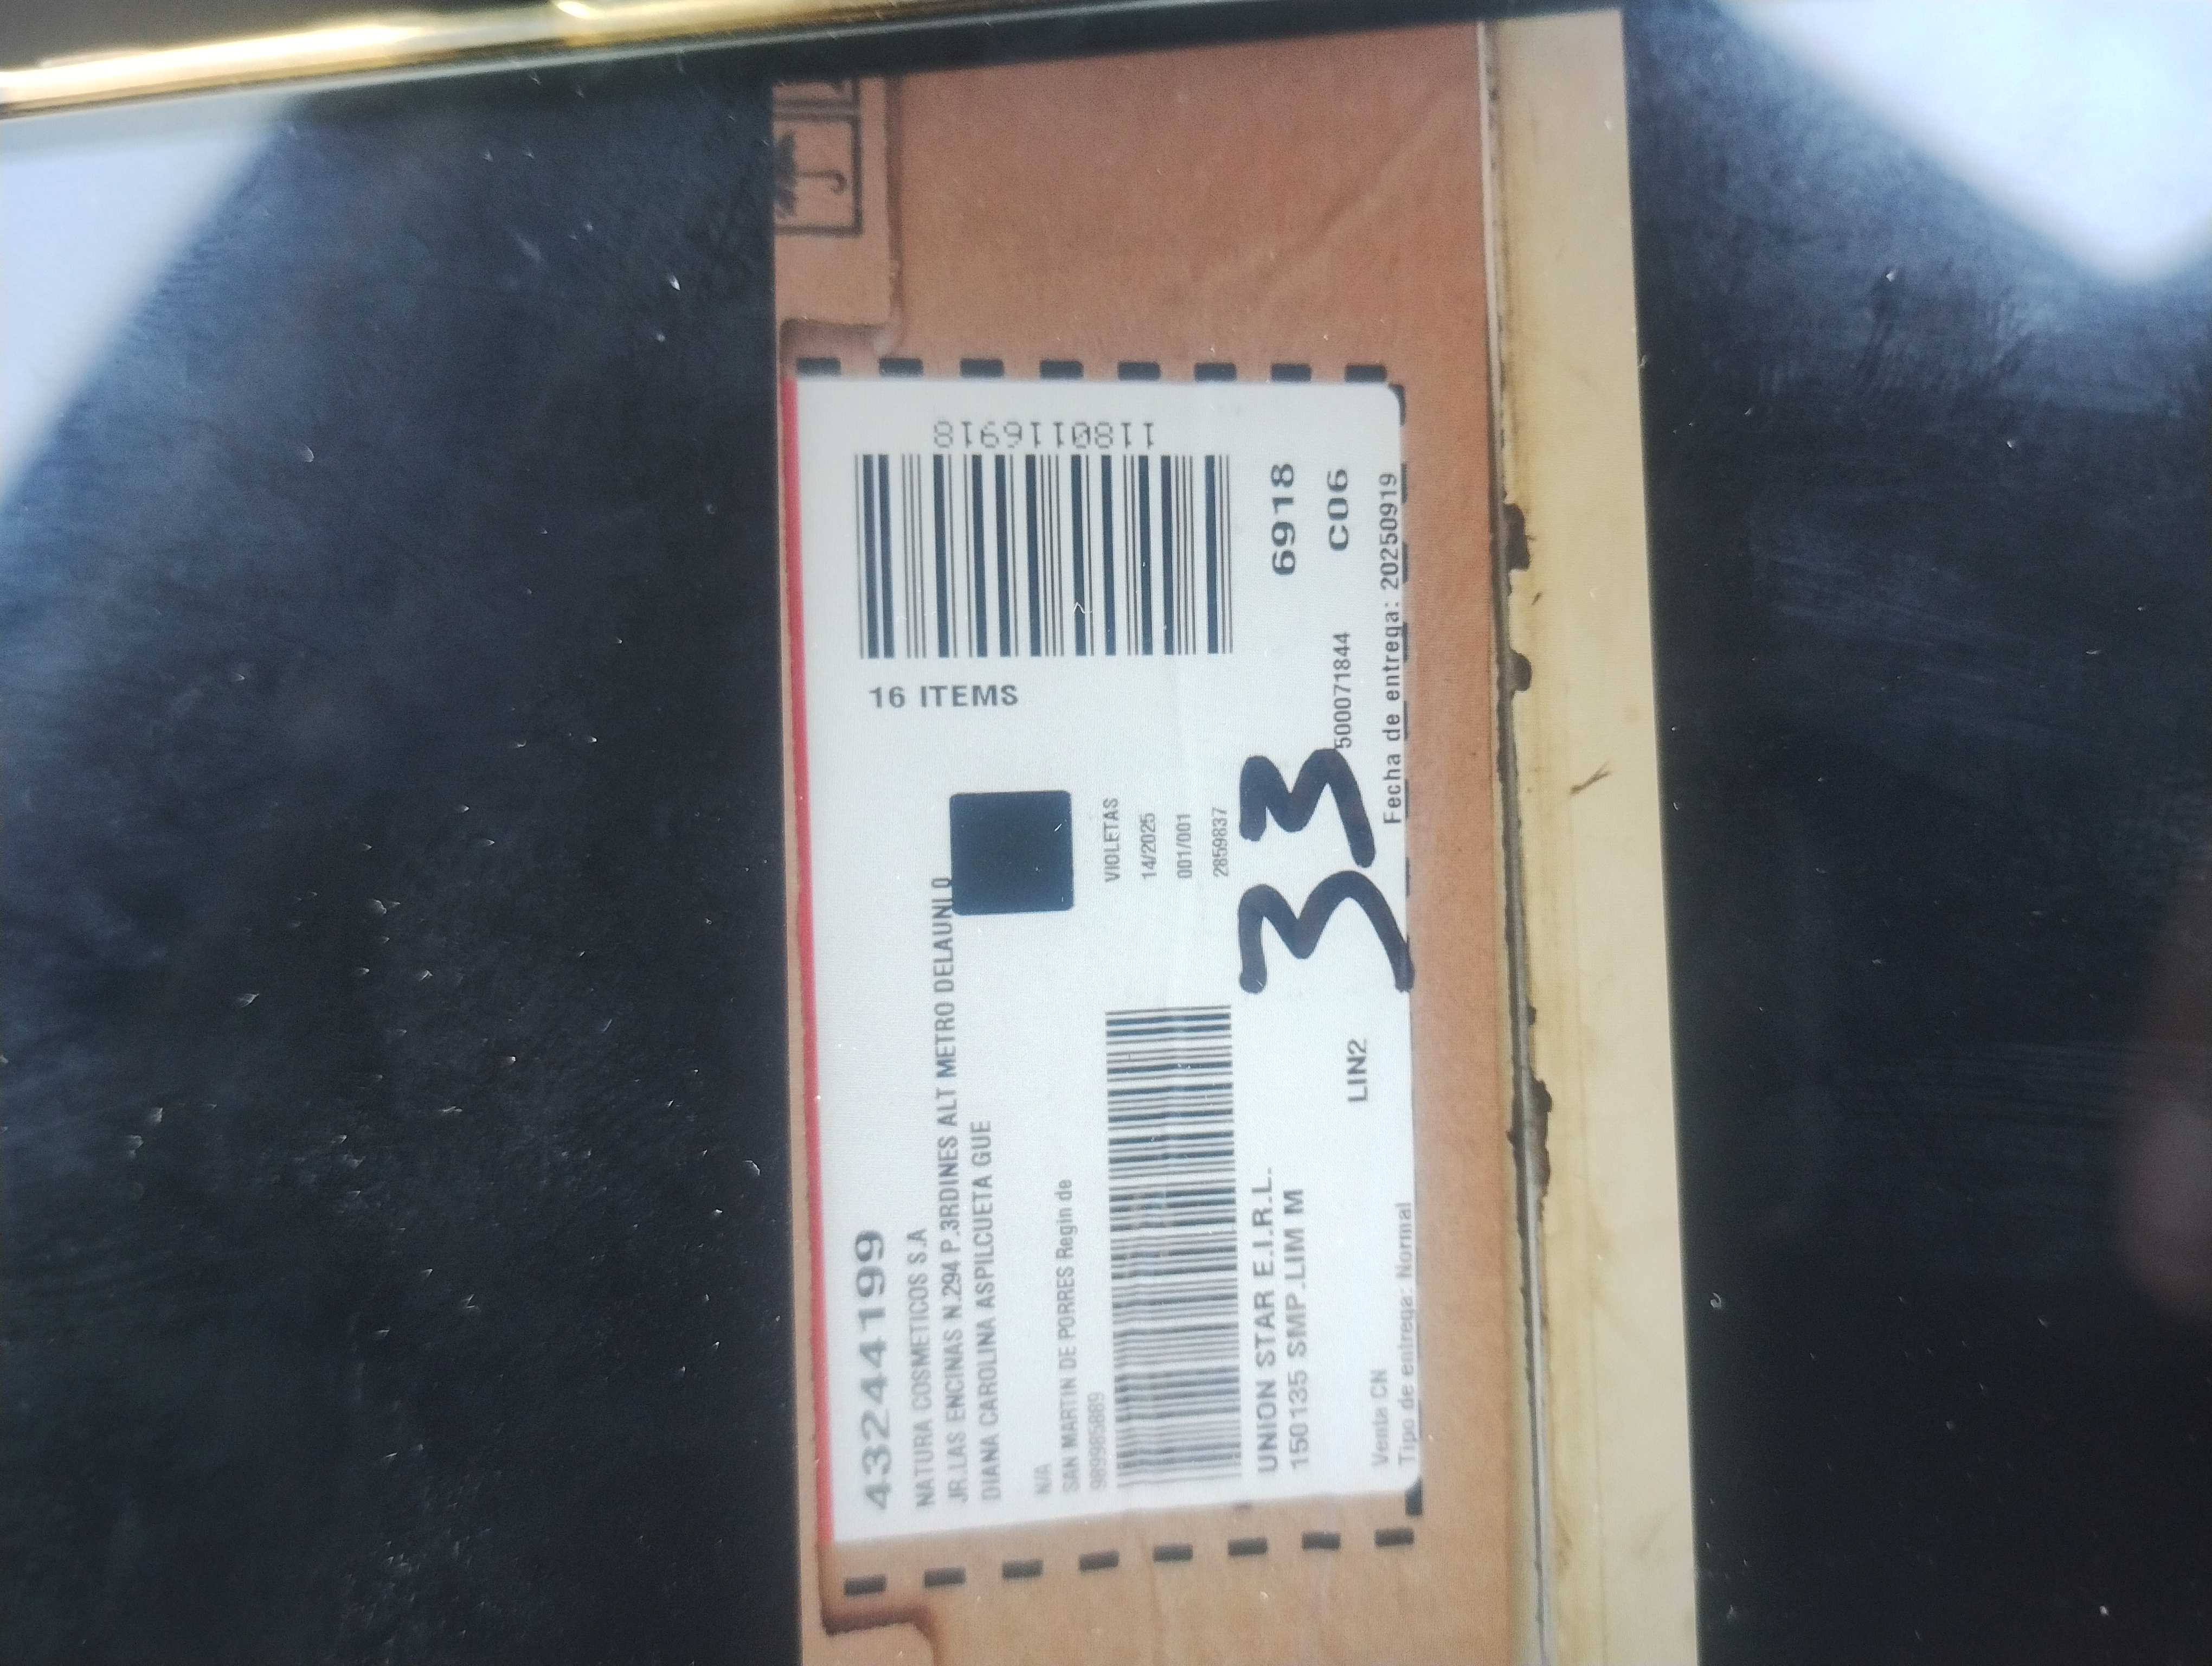 43244199
NATURA COSMETICOS S.A
JR.LAS ENCINAS N.294 P.3RDINES ALT METRO DELAUNLO
DIANA CAROLINA ASPILCUETA GUE
N/A
SAN MARTIN DE PORRES Regin de
989985889
16 ITEMS
1180116918
VIOLETAS
14/2025
001/001
2859837
UNION STAR E.I.R.L.
150135 SMP.LIM M
33
6918
LIN2
500071844
C06
Venta CN
Tipo de entrega: Normal
Fecha de entrega: 20250919